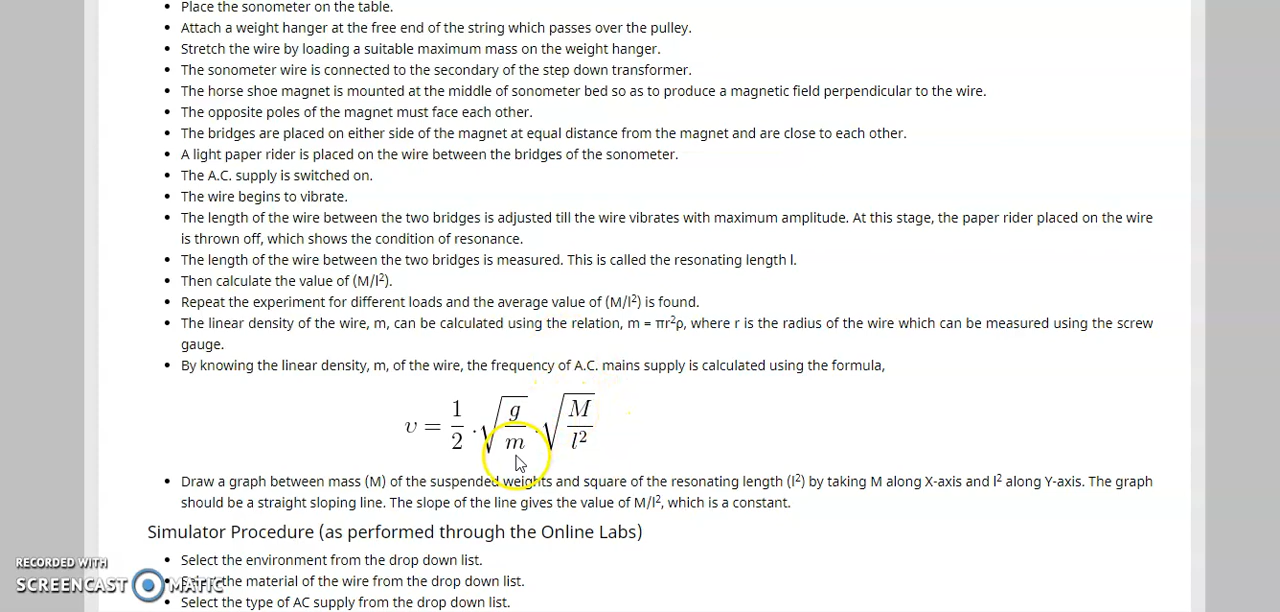 • Place the sonometer on the table.
• Attach a weight hanger at the free end of the string which passes over the pulley.
• Stretch the wire by loading a suitable maximum mass on the weight hanger.
• The sonometer wire is connected to the secondary of the step down transformer.
• The horse shoe magnet is mounted at the middle of sonometer bed so as to produce a magnetic field perpendicular to the wire.
• The opposite poles of the magnet must face each other.
• The bridges are placed on either side of the magnet at equal distance from the magnet and are close to each other.
• A light paper rider is placed on the wire between the bridges of the sonometer.
• The A.C. supply is switched on.
• The wire begins to vibrate.
• The length of the wire between the two bridges is adjusted till the wire vibrates with maximum amplitude. At this stage, the paper rider placed on the wire
is thrown off, which shows the condition of resonance.
• The length of the wire between the two bridges is measured. This is called the resonating length l.
• Then calculate the value of (M/l²).
• Repeat the experiment for different loads and the average value of (M/l²) is found.
• The linear density of the wire, m, can be calculated using the relation, m = πr²ρ, where r is the radius of the wire which can be measured using the screw
gauge.
• By knowing the linear density, m, of the wire, the frequency of A.C. mains supply is calculated using the formula,
υ = 1/2 . √(g/m) . √(M/l²)
• Draw a graph between mass (M) of the suspended weights and square of the resonating length (l²) by taking M along X-axis and l² along Y-axis. The graph
should be a straight sloping line. The slope of the line gives the value of M/l², which is a constant.
Simulator Procedure (as performed through the Online Labs)
• Select the environment from the drop down list.
the material of the wire from the drop down list.
• Select the type of AC supply from the drop down list.
RECORDED WITH
SCREENCAST MATIC